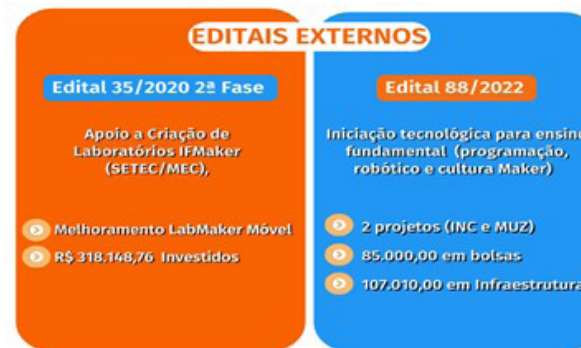 EDITAIS EXTERNOS
Edital 35/2020 2ª Fase
Apoio a Criação de
Laboratórios IFMaker
(SETEC/MEC),
Melhoramento LabMaker Móvel
R$ 318.148,76 Investidos
Edital 88/2022
Iniciação tecnológica para ensino
fundamental (programação,
robótico e cultura Maker)
2 projetos (INC e MUZ)
85.000,00 em bolsas
107.010,00 em Infraestrutura